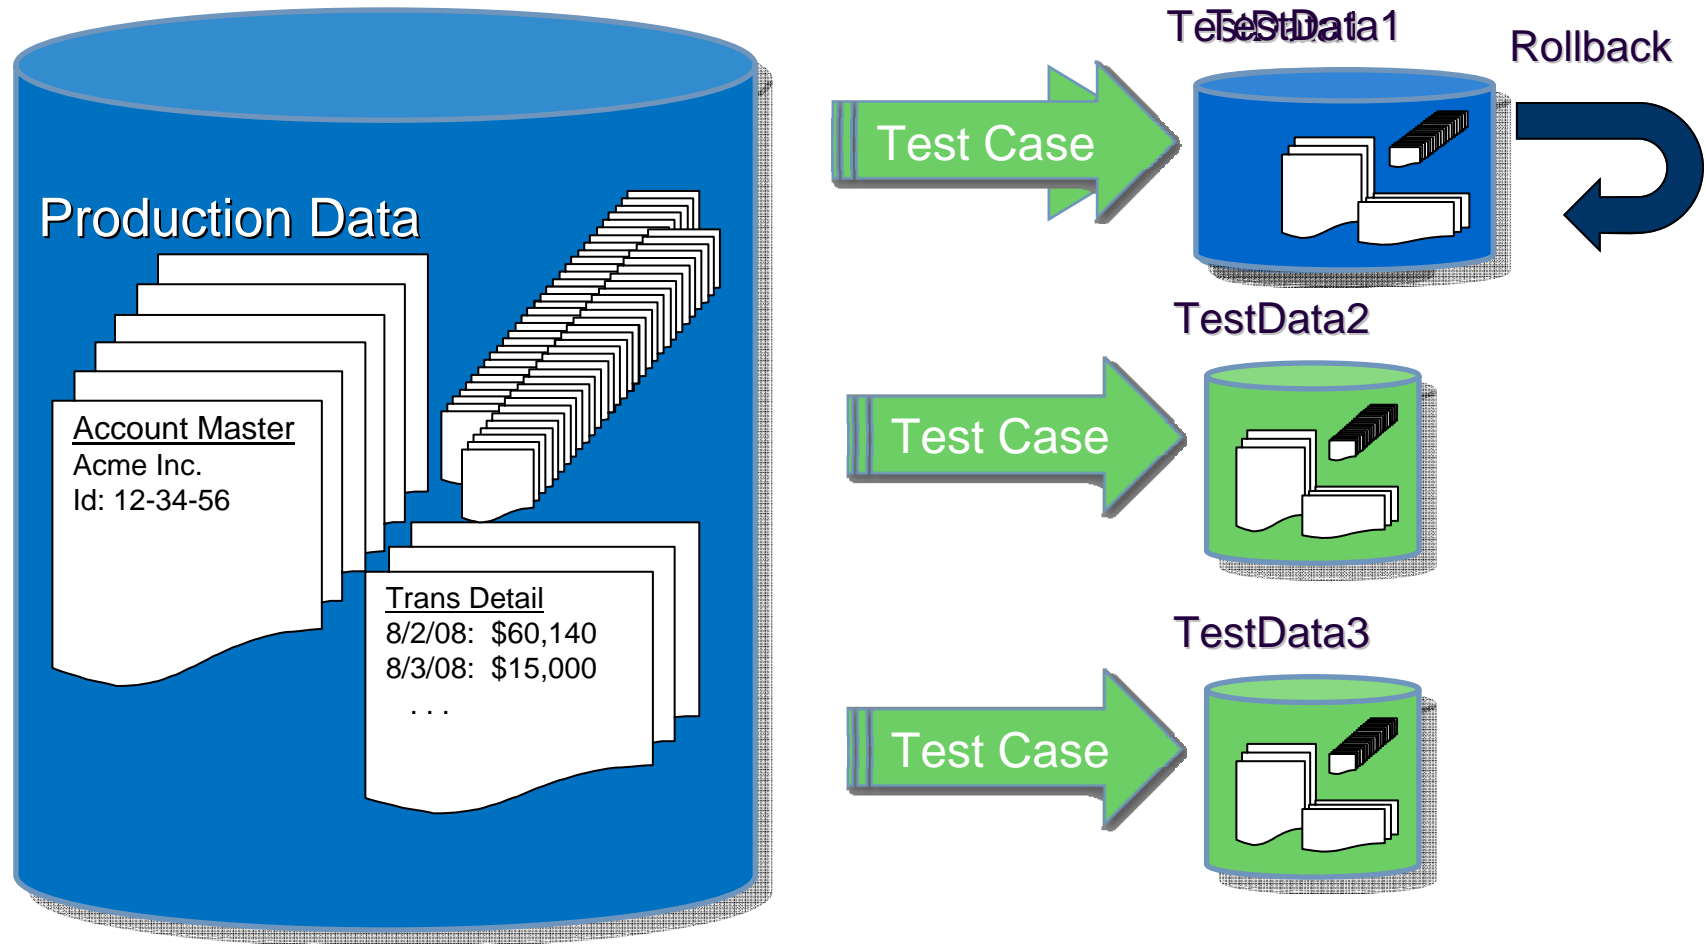 Production Data
Account Master
Acme Inc.
Id: 12-34-56
Trans Detail
8/2/08: $60,140
8/3/08: $15,000
. . .
Test Case
TestData1
Rollback
Test Case
TestData2
Test Case
TestData3